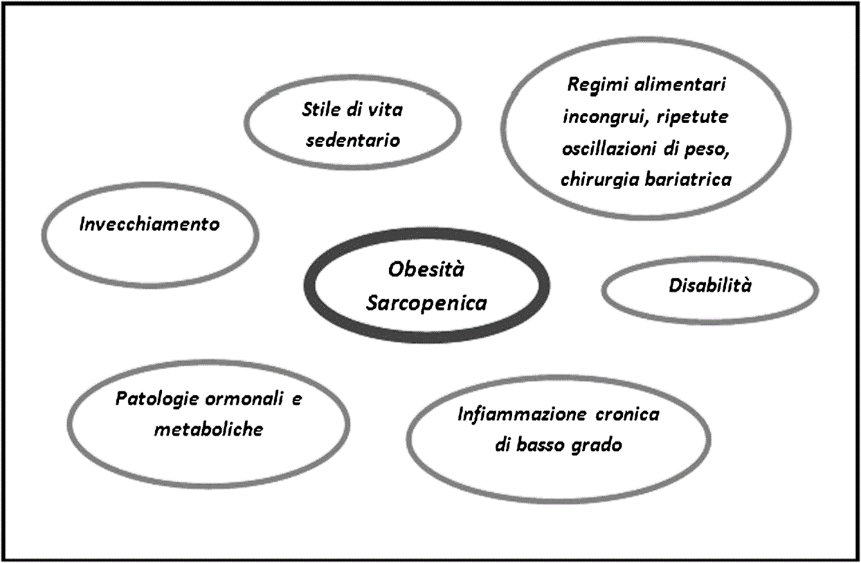 Stile di vita
sedentario
Regimi alimentari
incongrui, ripetute
oscillazioni di peso,
chirurgia bariatrica
Invecchiamento
Obesità
Sarcopenica
Disabilità
Patologie ormonali e
metaboliche
Infiammazione cronica
di basso grado